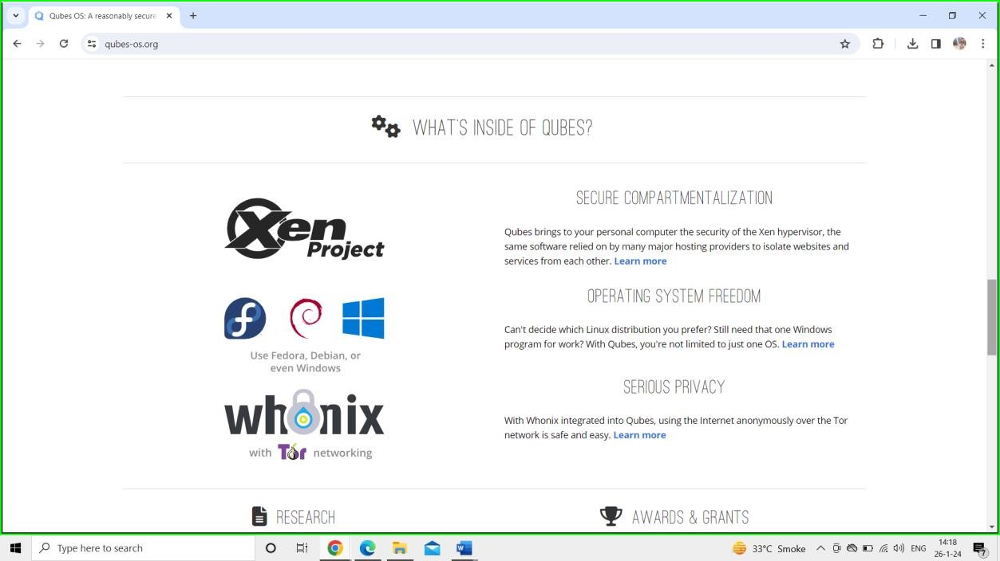 Qubes OS: A reasonably secure
qubes-os.org
WHAT'S INSIDE OF QUBES?
Xen
Project
SECURE COMPARTMENTALIZATION
Qubes brings to your personal computer the security of the Xen hypervisor, the
same software relied on by many major hosting providers to isolate websites and
services from each other. Learn more
Use Fedora, Debian, or
even Windows
OPERATING SYSTEM FREEDOM
Can't decide which Linux distribution you prefer? Still need that one Windows
program for work? With Qubes, you're not limited to just one OS. Learn more
whonix
with Tor networking
SERIOUS PRIVACY
With Whonix integrated into Qubes, using the Internet anonymously over the Tor
network is safe and easy. Learn more
RESEARCH
AWARDS & GRANTS
Type here to search
33°C Smoke
ENG
14:18
26-1-24
7